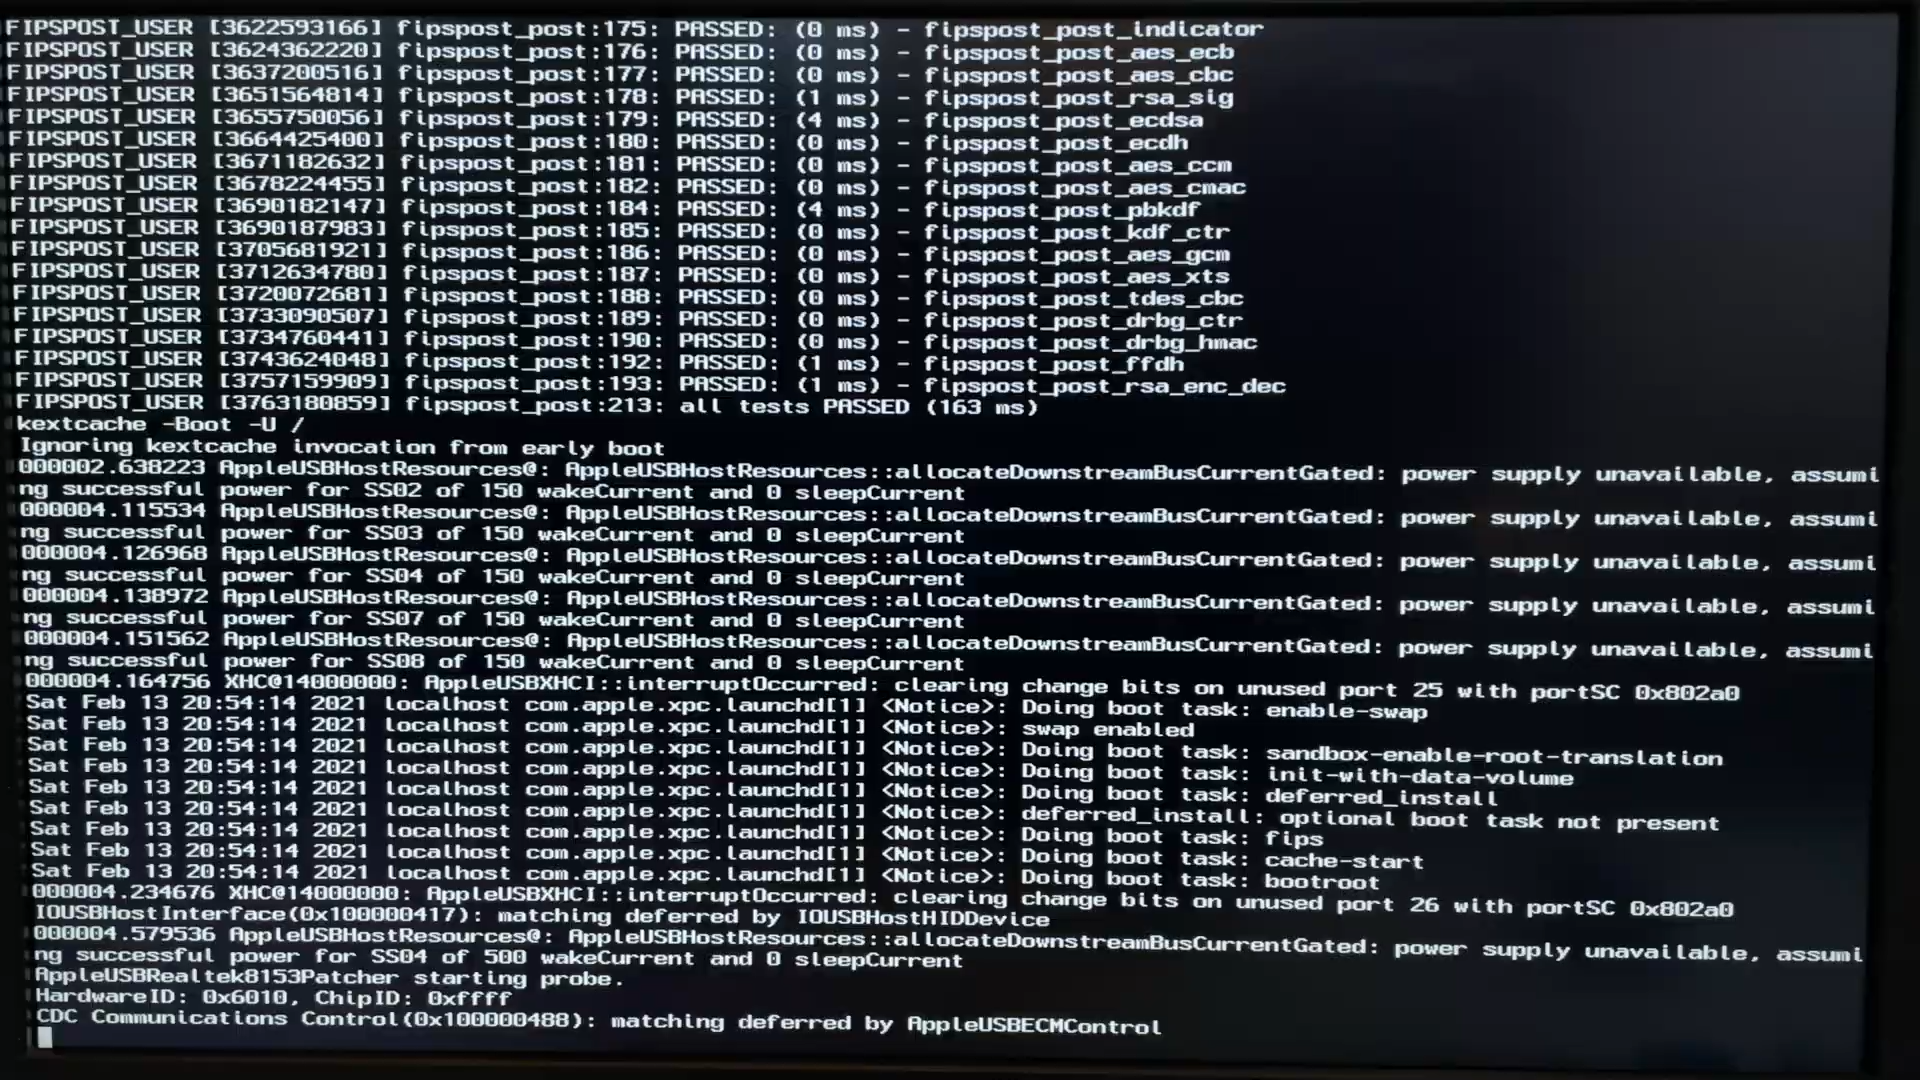 FIPSPOST_USER [3622593166] fipspost_post:175: PASSED: (0 ms) - fipspost_post_indicator
FIPSPOST_USER [3624362220] fipspost_post:176: PASSED: (0 ms) - fipspost_post_aes_ecb
FIPSPOST_USER [3637200516] fipspost_post:177: PASSED: (0 ms) - fipspost_post_aes_cbc
FIPSPOST_USER [3651564814] fipspost_post:178: PASSED: (1 ms) - fipspost_post_rsa_sig
FIPSPOST_USER [3655750056] fipspost_post:179: PASSED: (4 ms) - fipspost_post_ecdsa
FIPSPOST_USER [3664425400] fipspost_post:180: PASSED: (0 ms) - fipspost_post_ecdh
FIPSPOST_USER [3671182632] fipspost_post:181: PASSED: (0 ms) - fipspost_post_aes_ccm
FIPSPOST_USER [3678224455] fipspost_post:182: PASSED: (0 ms) - fipspost_post_aes_cmac
FIPSPOST_USER [3690182147] fipspost_post:184: PASSED: (4 ms) - fipspost_post_pbkdf
FIPSPOST_USER [3690187983] fipspost_post:185: PASSED: (0 ms) - fipspost_post_kdf_ctr
FIPSPOST_USER [3705681921] fipspost_post:186: PASSED: (0 ms) - fipspost_post_aes_gcm
FIPSPOST_USER [3712634780] fipspost_post:187: PASSED: (0 ms) - fipspost_post_aes_xts
FIPSPOST_USER [3720072681] fipspost_post:188: PASSED: (0 ms) - fipspost_post_tdes_cbc
FIPSPOST_USER [3733090507] fipspost_post:189: PASSED: (0 ms) - fipspost_post_drbg_ctr
FIPSPOST_USER [3734760441] fipspost_post:190: PASSED: (0 ms) - fipspost_post_drbg_hmac
FIPSPOST_USER [3743624048] fipspost_post:192: PASSED: (1 ms) - fipspost_post_ffdh
FIPSPOST_USER [3757159909] fipspost_post:193: PASSED: (1 ms) - fipspost_post_rsa_enc_dec
FIPSPOST_USER [3763180859] fipspost_post:213: all tests PASSED (163 ms)
kextcache -Boot -U /
Ignoring kextcache invocation from early boot
000002.638223 AppleUSBHostResources@: AppleUSBHostResources::allocateDownstreamBusCurrentGated: power supply unavailable, assumi
ng successful power for SS02 of 150 wakeCurrent and 0 sleepCurrent
000004.115534 AppleUSBHostResources@: AppleUSBHostResources::allocateDownstreamBusCurrentGated: power supply unavailable, assumi
ng successful power for SS03 of 150 wakeCurrent and 0 sleepCurrent
000004.126968 AppleUSBHostResources@: AppleUSBHostResources::allocateDownstreamBusCurrentGated: power supply unavailable, assumi
ng successful power for SS04 of 150 wakeCurrent and 0 sleepCurrent
000004.138972 AppleUSBHostResources@: AppleUSBHostResources::allocateDownstreamBusCurrentGated: power supply unavailable, assumi
ng successful power for SS07 of 150 wakeCurrent and 0 sleepCurrent
000004.151562 AppleUSBHostResources@: AppleUSBHostResources::allocateDownstreamBusCurrentGated: power supply unavailable, assumi
ng successful power for SS08 of 150 wakeCurrent and 0 sleepCurrent
000004.164756 XHC@14000000: AppleUSBXHCI::interruptOccurred: clearing change bits on unused port 25 with portSC 0x802a0
Sat Feb 13 20:54:14 2021 localhost com.apple.xpc.launchd[1] <Notice>: Doing boot task: enable-swap
Sat Feb 13 20:54:14 2021 localhost com.apple.xpc.launchd[1] <Notice>: swap enabled
Sat Feb 13 20:54:14 2021 localhost com.apple.xpc.launchd[1] <Notice>: Doing boot task: sandbox-enable-root-translation
Sat Feb 13 20:54:14 2021 localhost com.apple.xpc.launchd[1] <Notice>: Doing boot task: init-with-data-volume
Sat Feb 13 20:54:14 2021 localhost com.apple.xpc.launchd[1] <Notice>: Doing boot task: deferred_install
Sat Feb 13 20:54:14 2021 localhost com.apple.xpc.launchd[1] <Notice>: deferred_install: optional boot task not present
Sat Feb 13 20:54:14 2021 localhost com.apple.xpc.launchd[1] <Notice>: Doing boot task: fips
Sat Feb 13 20:54:14 2021 localhost com.apple.xpc.launchd[1] <Notice>: Doing boot task: cache-start
Sat Feb 13 20:54:14 2021 localhost com.apple.xpc.launchd[1] <Notice>: Doing boot task: bootroot
000004.234676 XHC@14000000: AppleUSBXHCI::interruptOccurred: clearing change bits on unused port 26 with portSC 0x802a0
IOUSBHostInterface(0x100000417): matching deferred by IOUSBHostHIDDevice
000004.579536 AppleUSBHostResources@: AppleUSBHostResources::allocateDownstreamBusCurrentGated: power supply unavailable, assumi
ng successful power for SS04 of 500 wakeCurrent and 0 sleepCurrent
AppleUSBRealtek8153Patcher starting probe.
HardwareID: 0x6010, ChipID: 0xffff
CDC Communications Control(0x100000488): matching deferred by AppleUSBECMControl